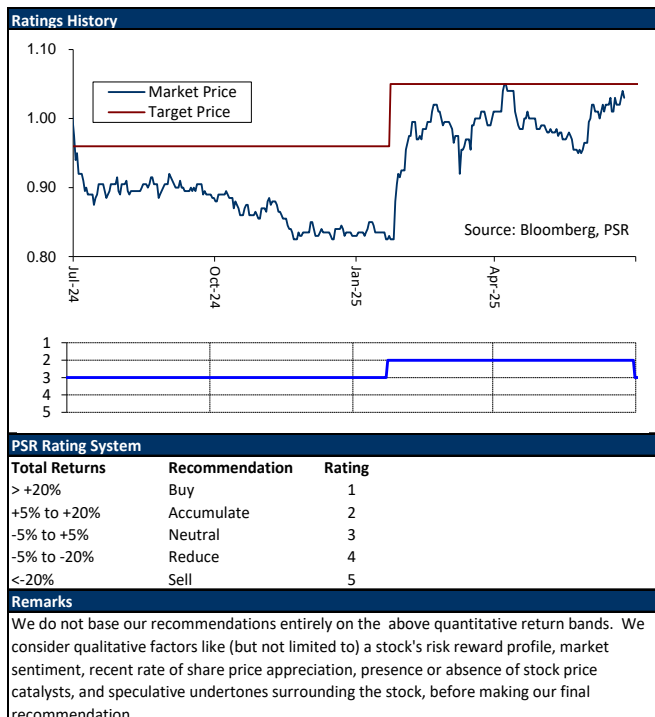 Ratings History
1.10
1.00
0.90
0.80
Market Price
Target Price
Source: Bloomberg, PSR
Jul-24
Oct-24
Jan-25
Apr-25
1
2
3
4
5
PSR Rating System
Total Returns Recommendation Rating
> +20% Buy 1
+5% to +20% Accumulate 2
-5% to +5% Neutral 3
-5% to -20% Reduce 4
<-20% Sell 5
Remarks
We do not base our recommendations entirely on the above quantitative return bands. We
consider qualitative factors like (but not limited to) a stock's risk reward profile, market
sentiment, recent rate of share price appreciation, presence or absence of stock price
catalysts, and speculative undertones surrounding the stock, before making our final
recommendation